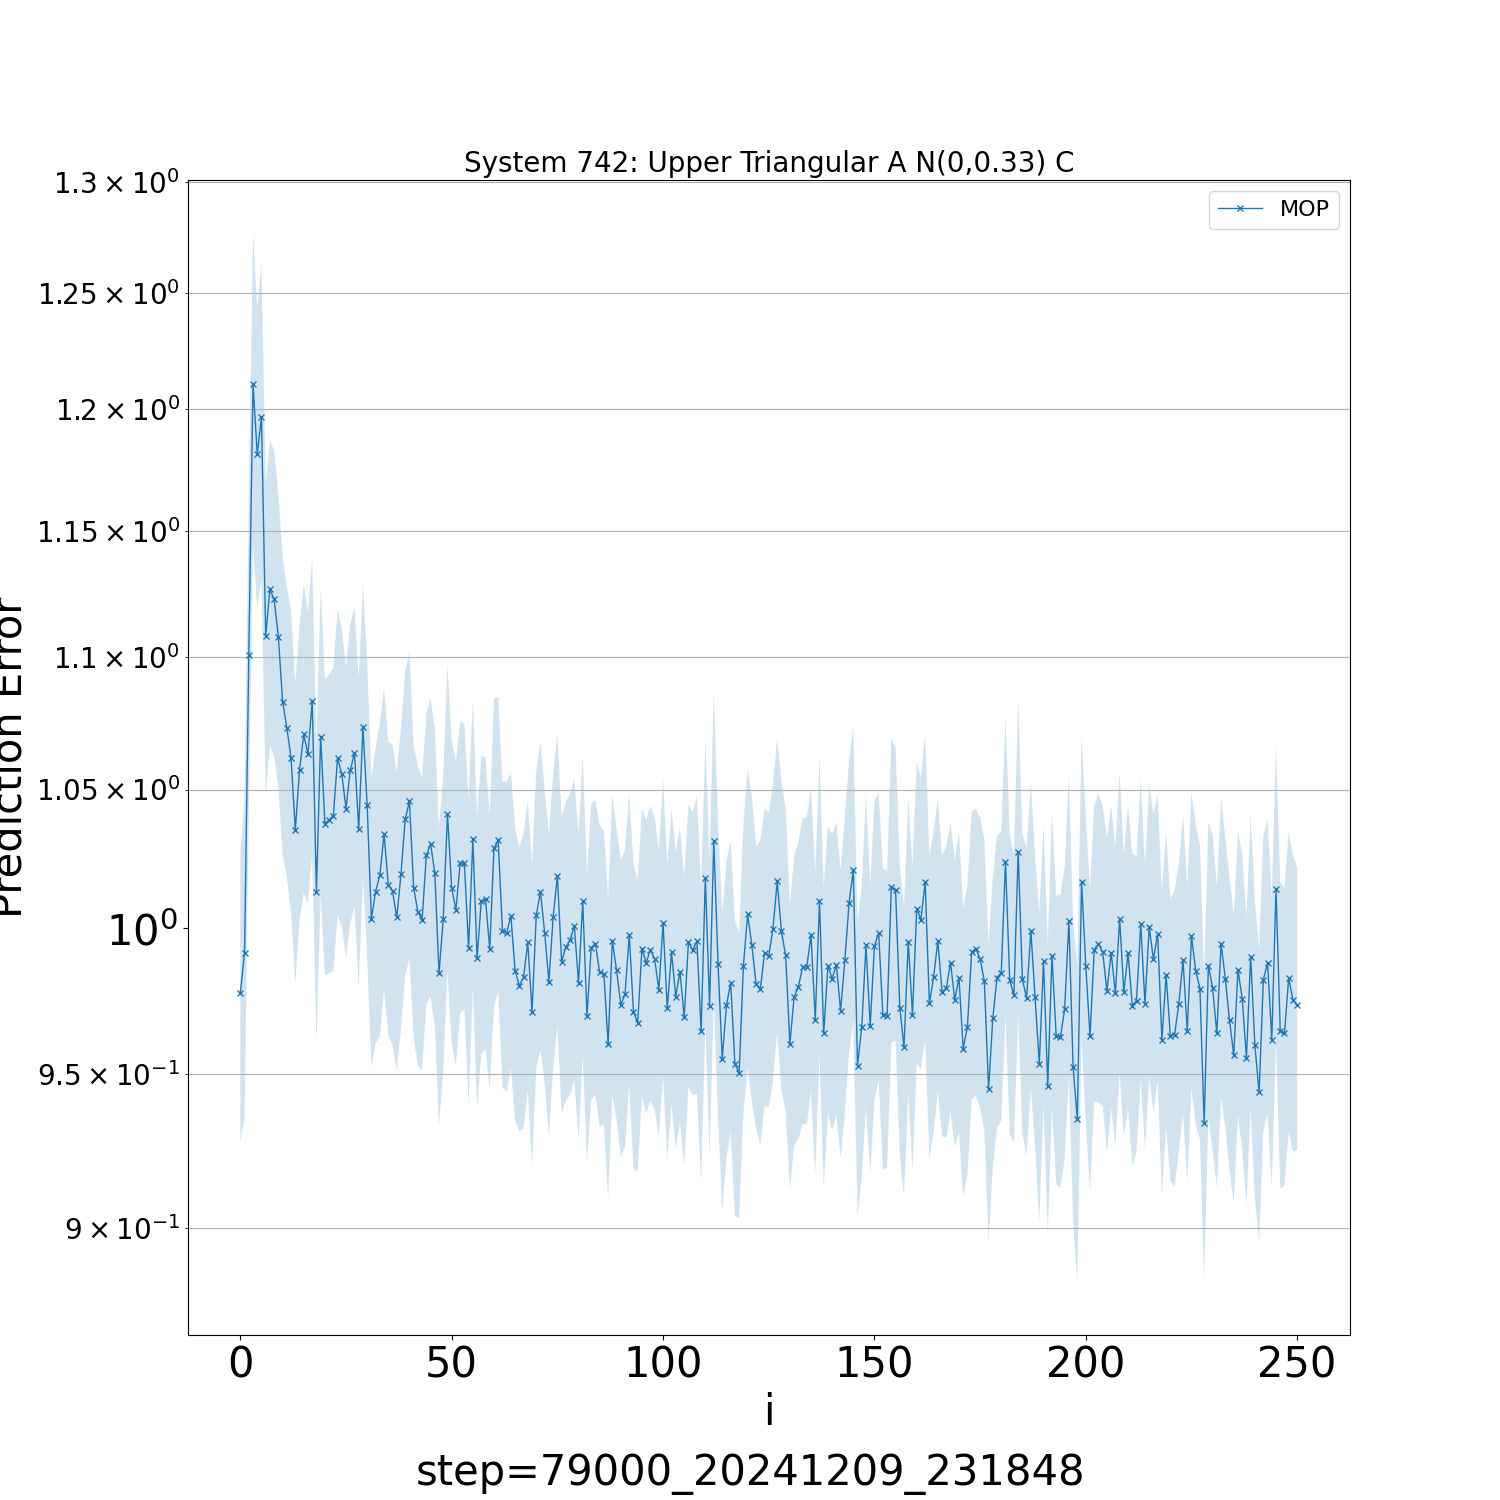 System 742: Upper Triangular A N(0,0.33) C
MOP
1.3 × 10⁰
1.25 × 10⁰
1.2 × 10⁰
1.15 × 10⁰
1.1 × 10⁰
1.05 × 10⁰
10⁰
9.5 × 10⁻¹
9 × 10⁻¹
Prediction Error
0 50 100 150 200 250
i
step=79000_20241209_231848